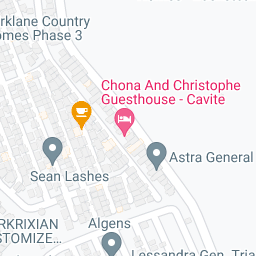 rklane Country
omes Phase 3
Chona And Christophe
Guesthouse - Cavite
Astra General
Sean Lashes
RKRIXIAN
STOMIZE...
Algens
Lessandra Gen. Tria